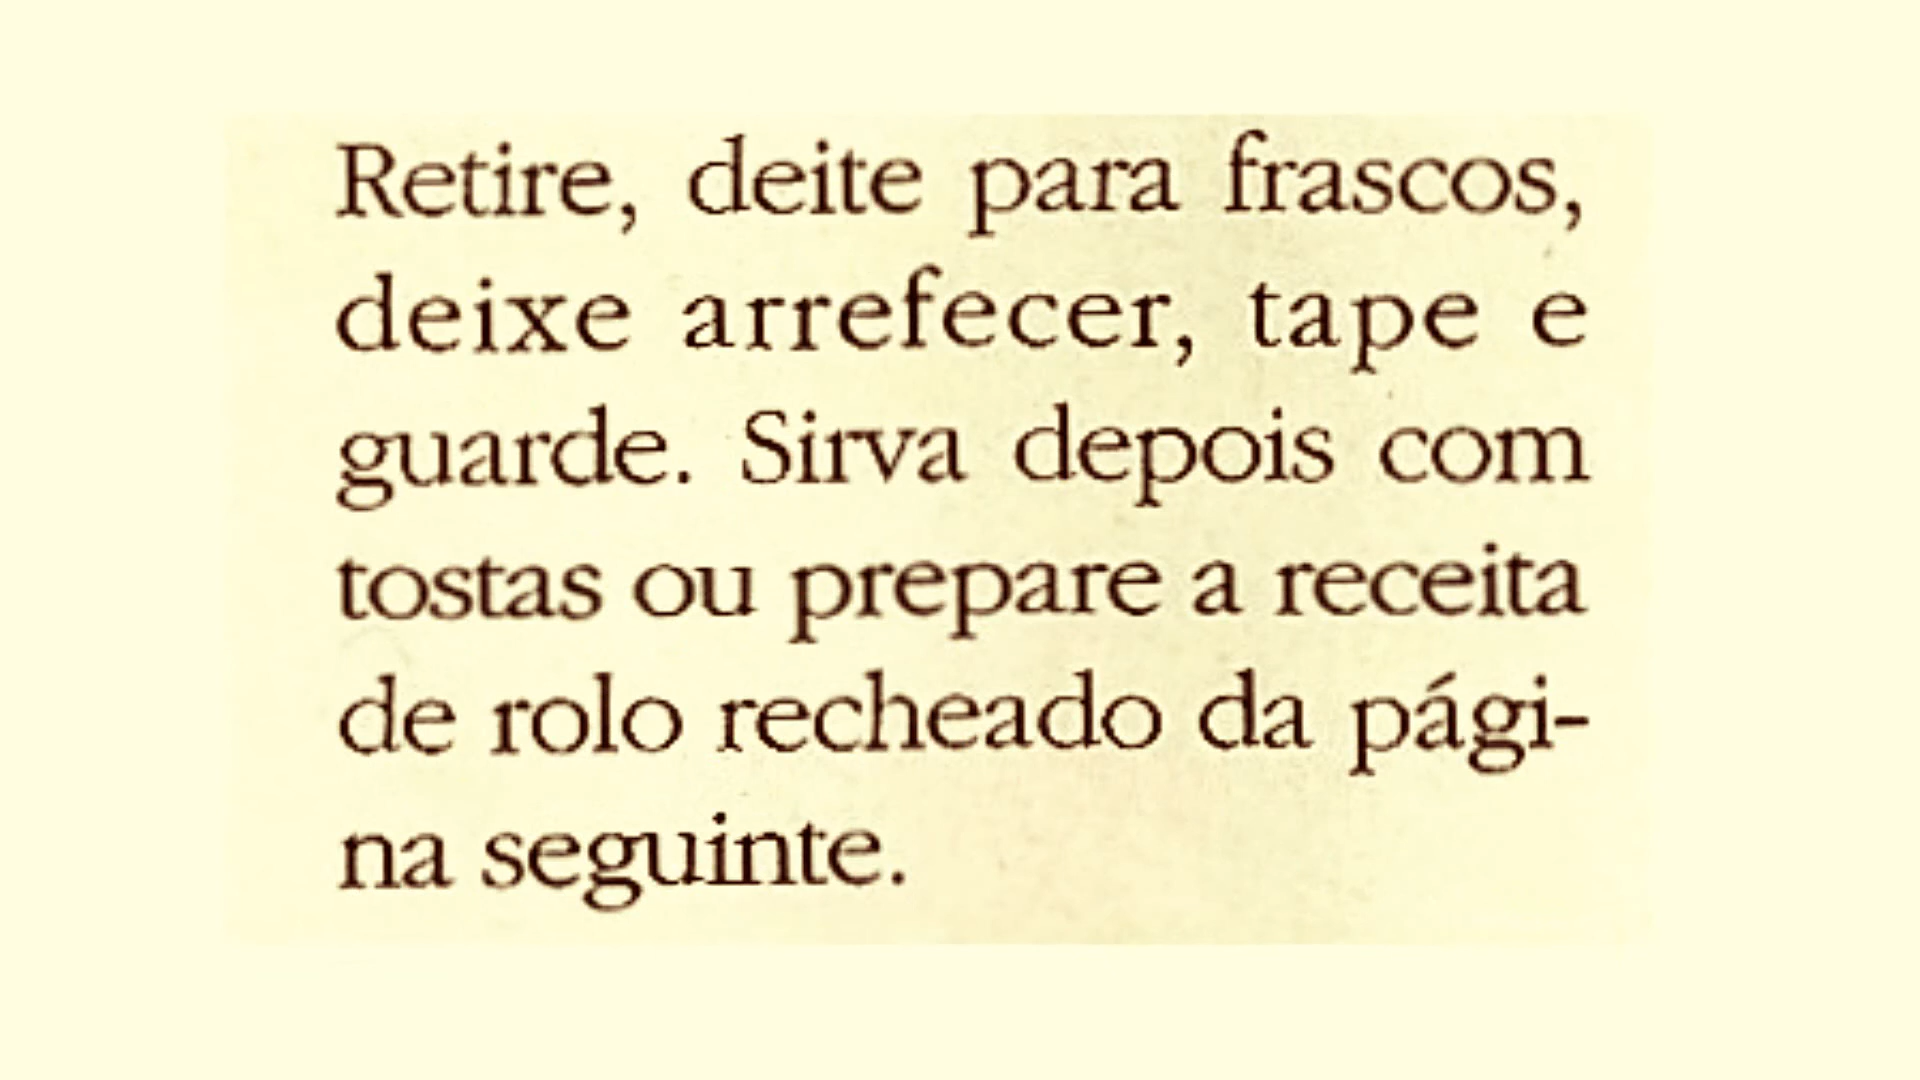 Retire, deite para frascos,
deixe arrefecer, tape e
guarde. Sirva depois com
tostas ou prepare a receita
de rolo recheado da pági-
na seguinte.